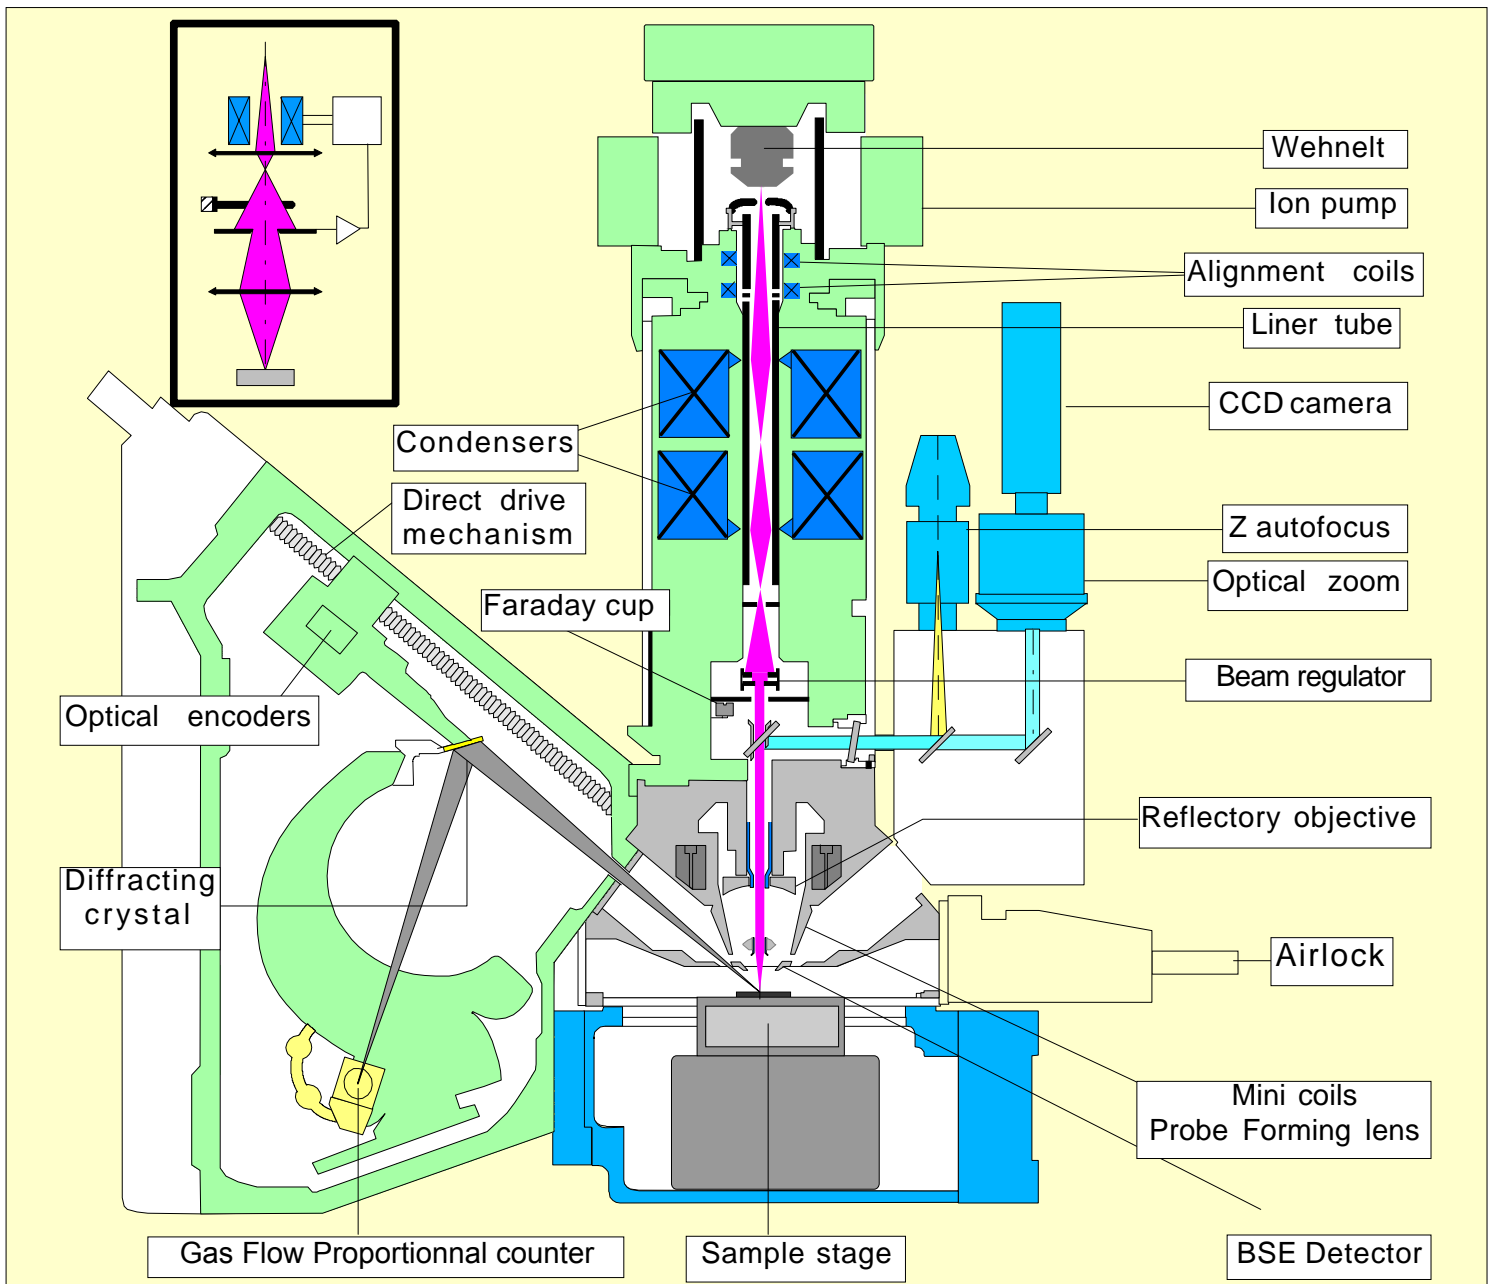 Wehnelt
Ion pump
Alignment coils
Liner tube
CCD camera
Condensers
Direct drive
mechanism
Z autofocus
Optical zoom
Faraday cup
Beam regulator
Optical encoders
Reflectory objective
Diffracting
crystal
Airlock
Mini coils
Probe Forming lens
Gas Flow Proportionnal counter
Sample stage
BSE Detector